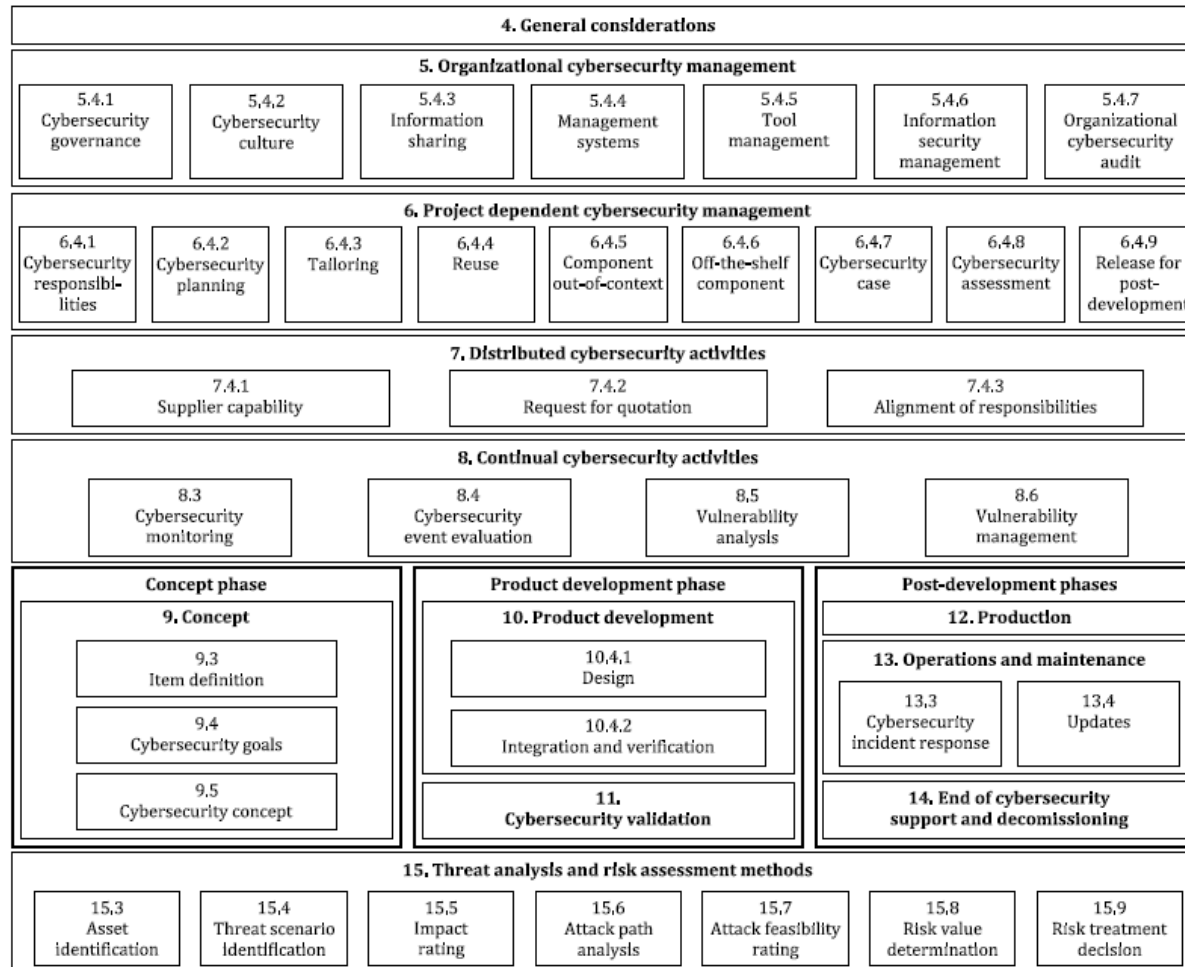 4. General considerations
5. Organizational cybersecurity management
5.4.1
Cybersecurity
governance
5.4.2
Cybersecurity
culture
5.4.3
Information
sharing
5.4.4
Management
systems
5.4.5
Tool
management
5.4.6
Information
security
management
5.4.7
Organizational
cybersecurity
audit
6. Project dependent cybersecurity management
6.4.1
Cybersecurity
responsibi-
lities
6.4.2
Cybersecurity
planning
6.4.3
Tailoring
6.4.4
Reuse
6.4.5
Component
out-of-context
6.4.6
Off-the-shelf
component
6.4.7
Cybersecurity
case
6.4.8
Cybersecurity
assessment
6.4.9
Release for
post-
development
7. Distributed cybersecurity activities
7.4.1
Supplier capability
7.4.2
Request for quotation
7.4.3
Alignment of responsibilities
8. Continual cybersecurity activities
8.3
Cybersecurity
monitoring
8.4
Cybersecurity
event evaluation
8.5
Vulnerability
analysis
8.6
Vulnerability
management
Concept phase
9. Concept
9.3
Item definition
9.4
Cybersecurity goals
9.5
Cybersecurity concept
Product development phase
10. Product development
10.4.1
Design
10.4.2
Integration and verification
11.
Cybersecurity validation
Post-development phases
12. Production
13. Operations and maintenance
13.3
Cybersecurity
incident response
13.4
Updates
14. End of cybersecurity
support and decomissioning
15. Threat analysis and risk assessment methods
15.3
Asset
identification
15.4
Threat scenario
identification
15.5
Impact
rating
15.6
Attack path
analysis
15.7
Attack feasibility
rating
15.8
Risk value
determination
15.9
Risk treatment
decision